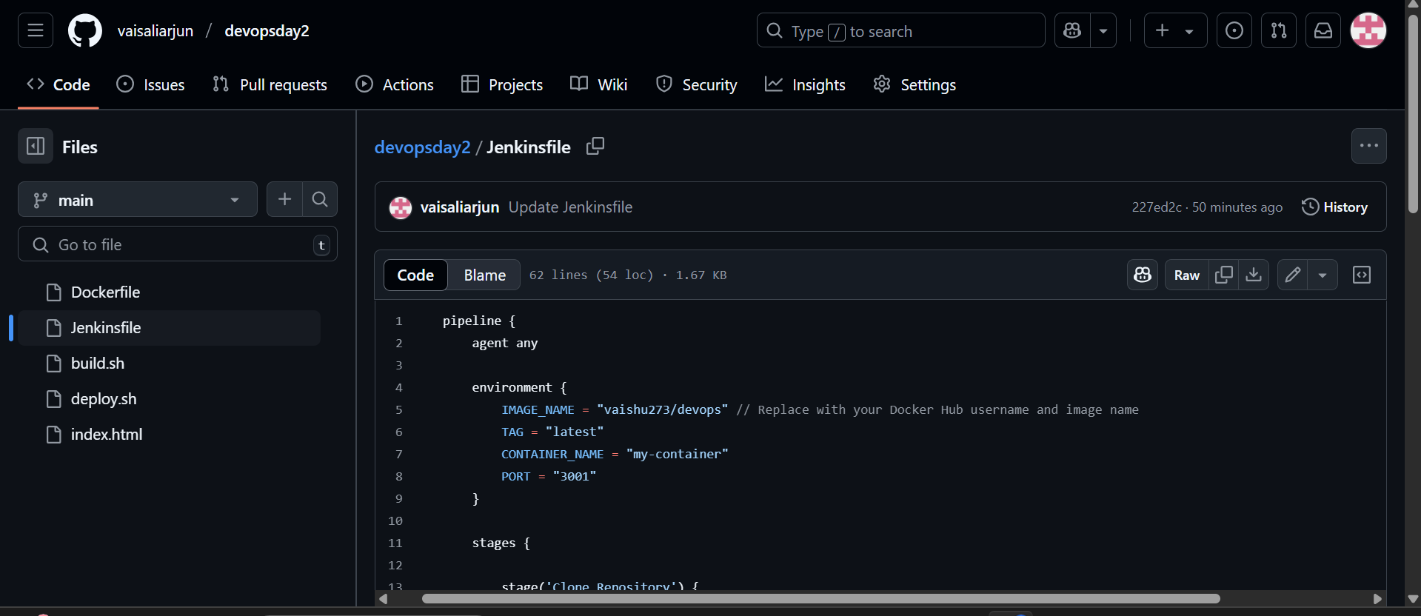 vaisaliarjun / devopsday2
Type / to search
Code Issues Pull requests Actions Projects Wiki Security Insights Settings
Files
main
Go to file t
Dockerfile
Jenkinsfile
build.sh
deploy.sh
index.html
devopsday2 / Jenkinsfile
vaisaliarjun Update Jenkinsfile 227ed2c · 50 minutes ago History
Code Blame 62 lines (54 loc) · 1.67 KB Raw
1 pipeline {
2 agent any
3
4 environment {
5 IMAGE_NAME = "vaishu273/devops" // Replace with your Docker Hub username and image name
6 TAG = "latest"
7 CONTAINER_NAME = "my-container"
8 PORT = "3001"
9 }
10
11 stages {
12
13 stage('Clone Repository') {